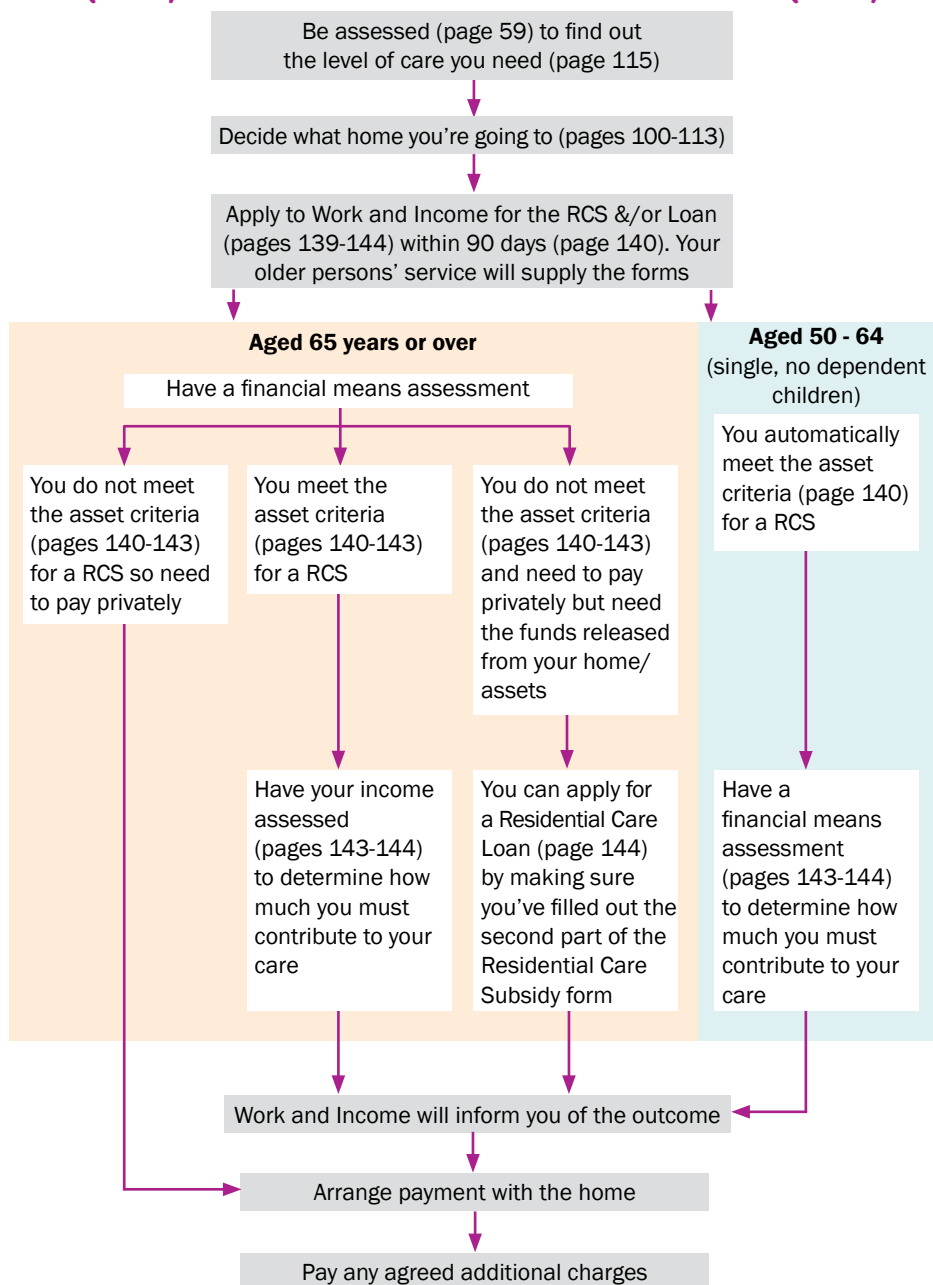 Be assessed (page 59) to find out
the level of care you need (page 115)
Decide what home you're going to (pages 100-113)
Apply to Work and Income for the RCS &/or Loan
(pages 139-144) within 90 days (page 140). Your
older persons' service will supply the forms
Aged 65 years or over
Have a financial means assessment
You do not meet
the asset criteria
(pages 140-143)
for a RCS so need
to pay privately
You meet the
asset criteria
(pages 140-143)
for a RCS
Have your income
assessed
(pages 143-144)
to determine how
much you must
contribute to your
care
You do not meet
the asset criteria
(pages 140-143)
and need to pay
privately but need
the funds released
from your home/
assets
You can apply for
a Residential Care
Loan (page 144)
by making sure
you've filled out the
second part of the
Residential Care
Subsidy form
Aged 50 - 64
(single, no dependent
children)
You automatically
meet the asset
criteria (page 140)
for a RCS
Have a
financial means
assessment
(pages 143-144)
to determine how
much you must
contribute to your
care
Work and Income will inform you of the outcome
Arrange payment with the home
Pay any agreed additional charges